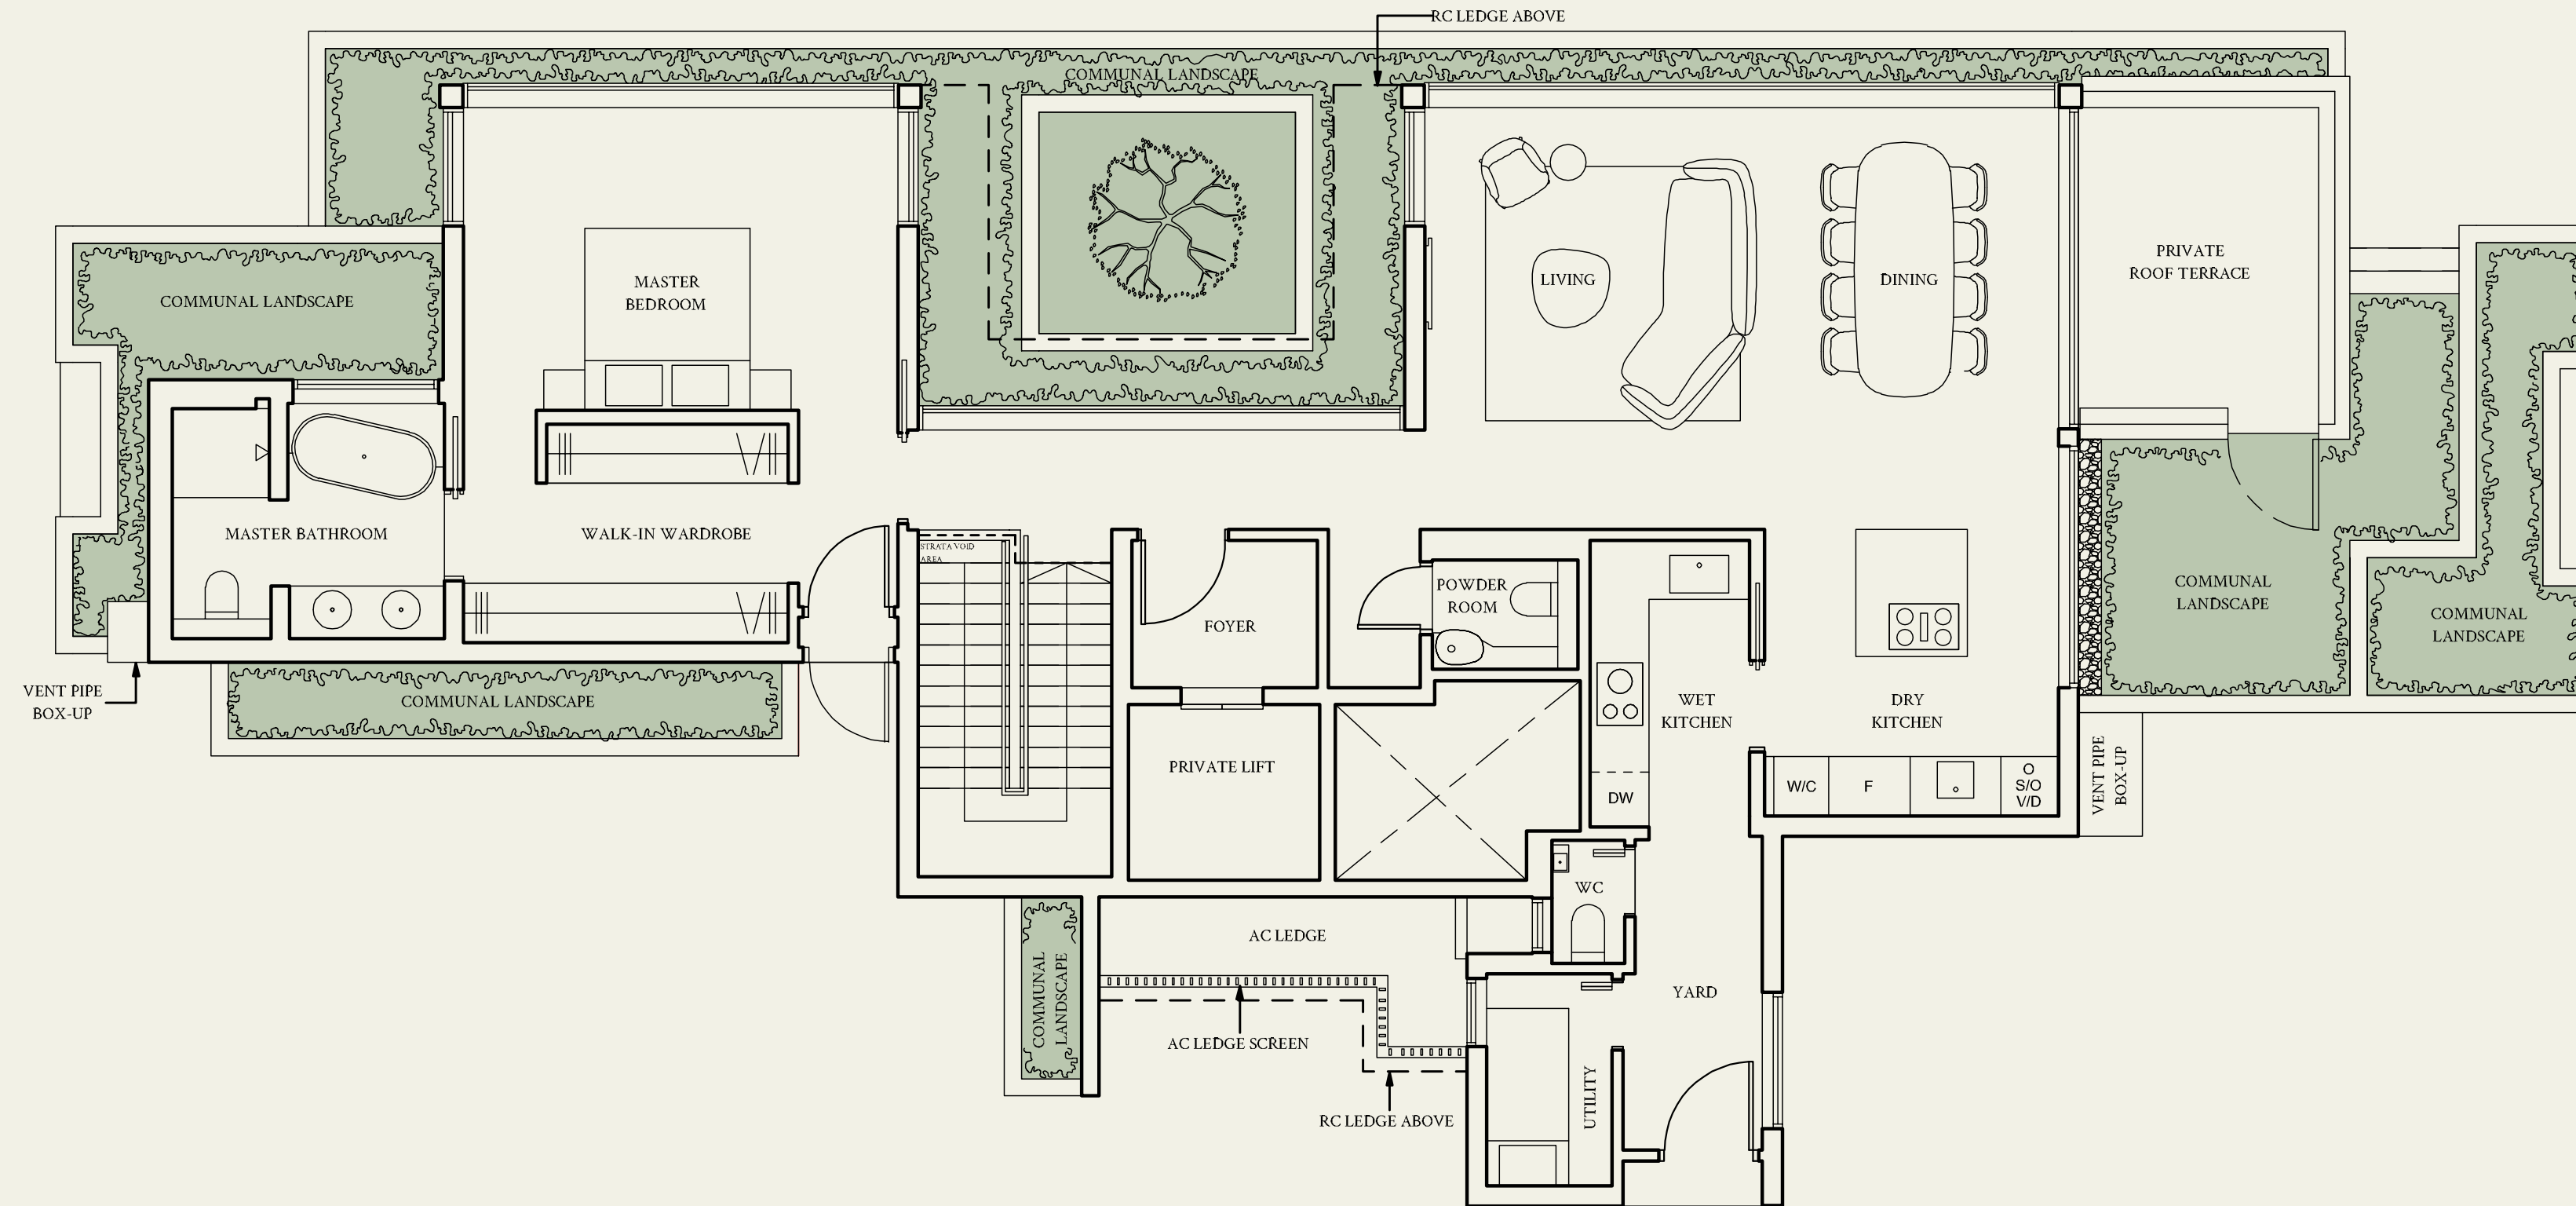 RC LEDGE ABOVE
COMMUNAL LANDSCAPE
PRIVATE
ROOF TERRACE
MASTER
BEDROOM
LIVING
DINING
COMMUNAL LANDSCAPE
MASTER BATHROOM
WALK-IN WARDROBE
STRATA VOID
AREA
POWDER
ROOM
FOYER
COMMUNAL
LANDSCAPE
COMMUNAL
LANDSCAPE
VENT PIPE
BOX-UP
COMMUNAL LANDSCAPE
WET
KITCHEN
DRY
KITCHEN
PRIVATE LIFT
DW
W/C
F
O
S/O
V/D
VENT PIPE
BOX-UP
WC
AC LEDGE
COMMUNAL
LANDSCAPE
YARD
AC LEDGE SCREEN
UTILITY
RC LEDGE ABOVE